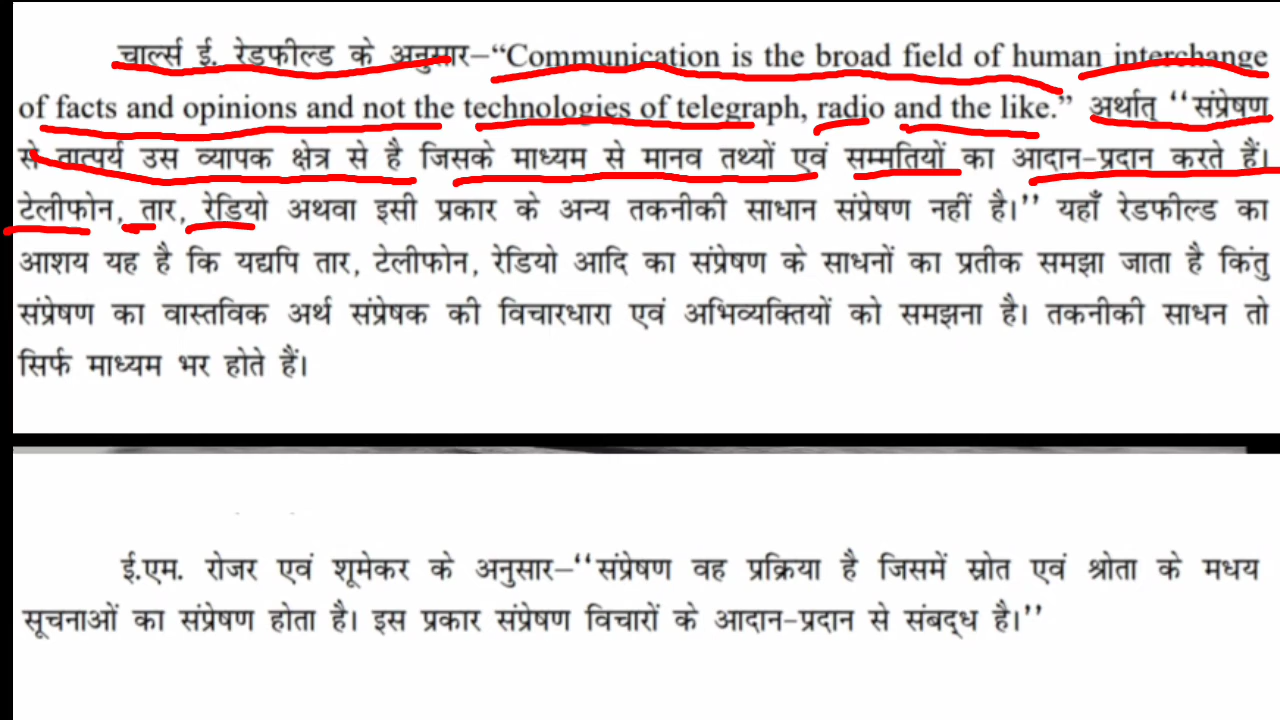 चार्ल्स ई. रेडफील्ड के अनुसार–“Communication is the broad field of human interchange
of facts and opinions and not the technologies of telegraph, radio and the like.” अर्थात् ‘‘संप्रेषण
से तात्पर्य उस व्यापक क्षेत्र से है जिसके माध्यम से मानव तथ्यों एवं सम्मतियों का आदान-प्रदान करते हैं।
टेलीफोन, तार, रेडियो अथवा इसी प्रकार के अन्य तकनीकी साधान संप्रेषण नहीं है।’’ यहाँ रेडफील्ड का
आशय यह है कि यद्यपि तार, टेलीफोन, रेडियो आदि का संप्रेषण के साधनों का प्रतीक समझा जाता है किंतु
संप्रेषण का वास्तविक अर्थ संप्रेषक की विचारधारा एवं अभिव्यक्तियों को समझना है। तकनीकी साधन तो
सिर्फ माध्यम भर होते हैं।
ई.एम. रोजर एवं शूमेकर के अनुसार–‘‘संप्रेषण वह प्रक्रिया है जिसमें स्रोत एवं श्रोता के मधय
सूचनाओं का संप्रेषण होता है। इस प्रकार संप्रेषण विचारों के आदान-प्रदान से संबद्ध है।’’